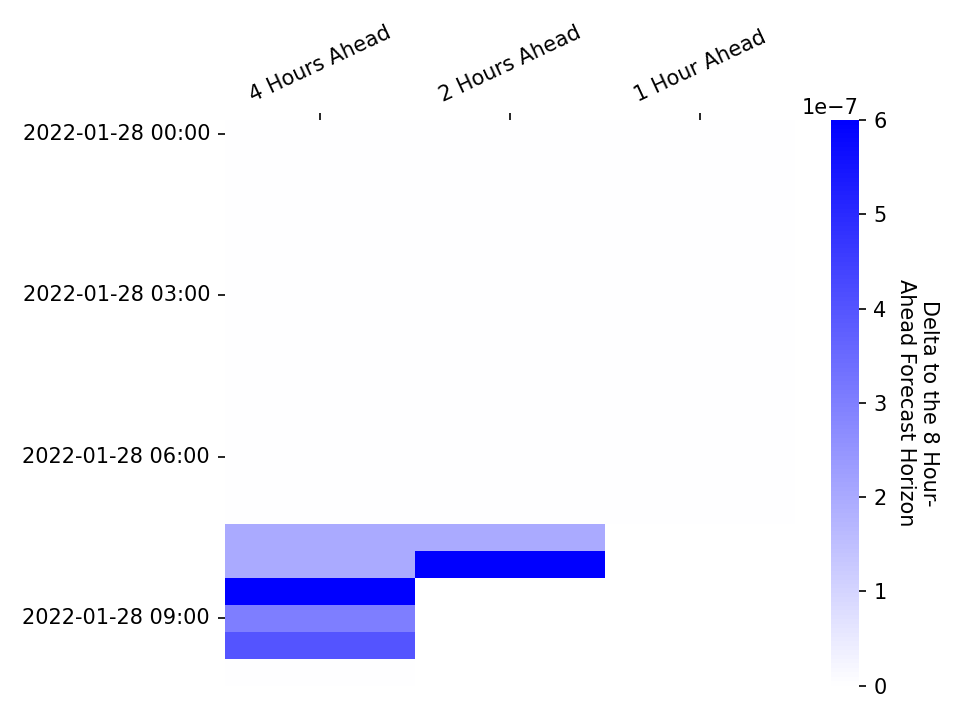 4 Hours Ahead
2 Hours Ahead
1 Hour Ahead
1e−7
2022-01-28 00:00
2022-01-28 03:00
2022-01-28 06:00
2022-01-28 09:00
6
5
4
3
2
1
0
Delta to the 8 Hour-
Ahead Forecast Horizon